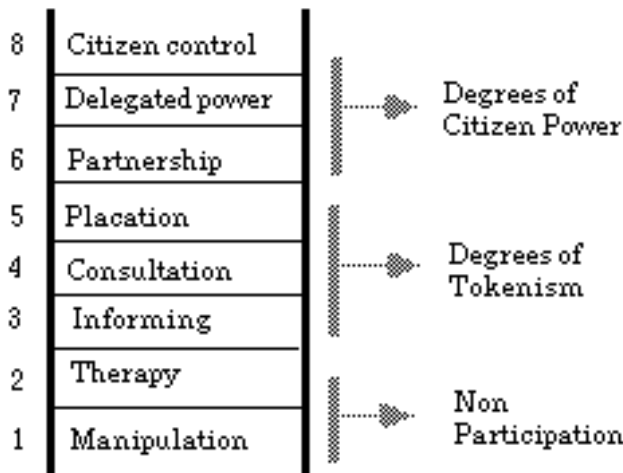 8 Citizen control
7 Delegated power
6 Partnership
5 Placation
4 Consultation
3 Informing
2 Therapy
1 Manipulation
Degrees of
Citizen Power
Degrees of
Tokenism
Non
Participation